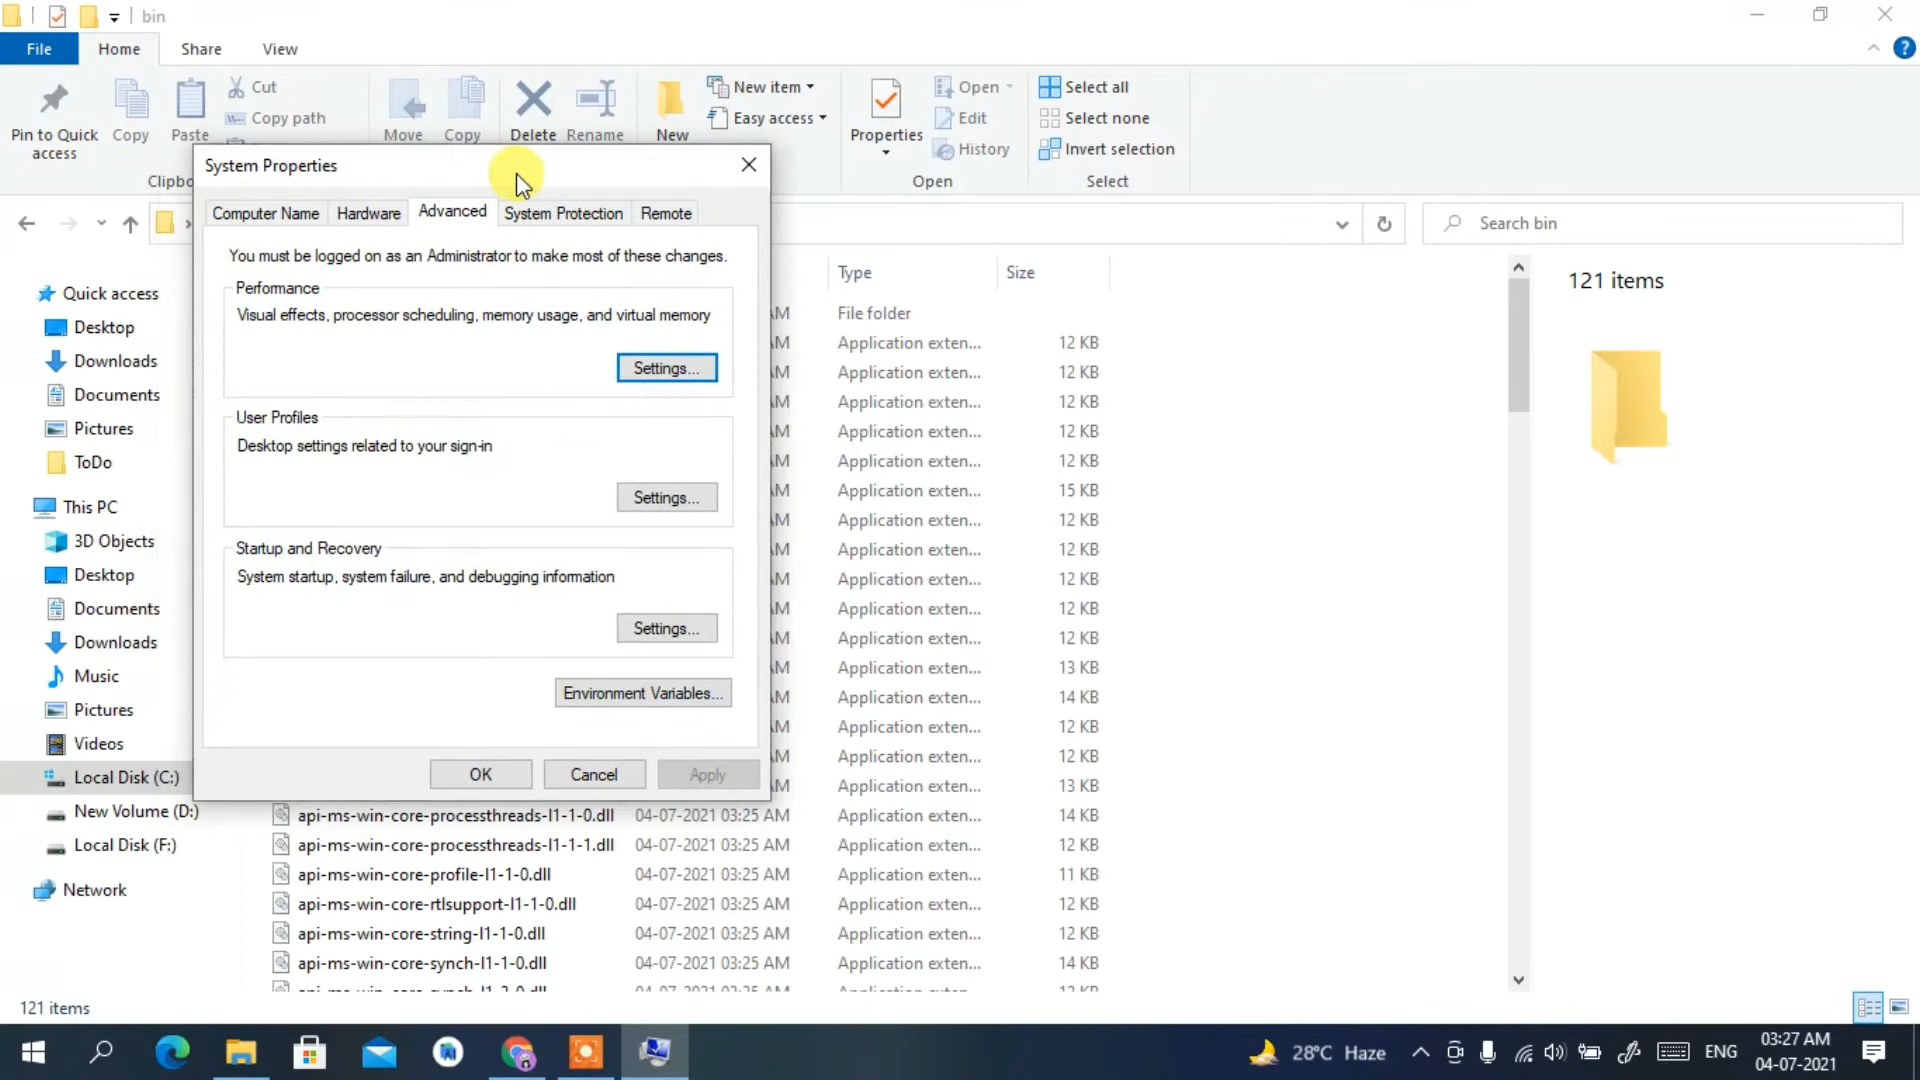 bin
File Home Share View
Pin to Quick access
Copy
Paste
Cut
Copy path
Move
Copy
Delete
Rename
New
New item
Easy access
Properties
Open
Edit
History
Select all
Select none
Invert selection
Open
Select
System Properties
Computer Name Hardware Advanced System Protection Remote
You must be logged on as an Administrator to make most of these changes.
Performance
Visual effects, processor scheduling, memory usage, and virtual memory
Settings...
User Profiles
Desktop settings related to your sign-in
Settings...
Startup and Recovery
System startup, system failure, and debugging information
Settings...
Environment Variables...
OK Cancel Apply
Search bin
Quick access
Desktop
Downloads
Documents
Pictures
ToDo
This PC
3D Objects
Desktop
Documents
Downloads
Music
Pictures
Videos
Local Disk (C:)
New Volume (D:)
Local Disk (F:)
Network
Type Size
File folder
Application exten... 12 KB
Application exten... 12 KB
Application exten... 12 KB
Application exten... 12 KB
Application exten... 12 KB
Application exten... 15 KB
Application exten... 12 KB
Application exten... 12 KB
Application exten... 12 KB
Application exten... 12 KB
Application exten... 12 KB
Application exten... 13 KB
Application exten... 14 KB
Application exten... 12 KB
Application exten... 12 KB
Application exten... 13 KB
api-ms-win-core-processthreads-l1-1-0.dll 04-07-2021 03:25 AM Application exten... 14 KB
api-ms-win-core-processthreads-l1-1-1.dll 04-07-2021 03:25 AM Application exten... 12 KB
api-ms-win-core-profile-l1-1-0.dll 04-07-2021 03:25 AM Application exten... 11 KB
api-ms-win-core-rtlsupport-l1-1-0.dll 04-07-2021 03:25 AM Application exten... 12 KB
api-ms-win-core-string-l1-1-0.dll 04-07-2021 03:25 AM Application exten... 12 KB
api-ms-win-core-synch-l1-1-0.dll 04-07-2021 03:25 AM Application exten... 14 KB
121 items
121 items
28°C Haze
ENG
03:27 AM
04-07-2021